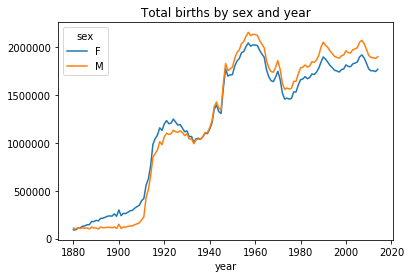 Total births by sex and year
sex
F
M
2000000
1500000
1000000
500000
0
1880 1900 1920 1940 1960 1980 2000 2020
year